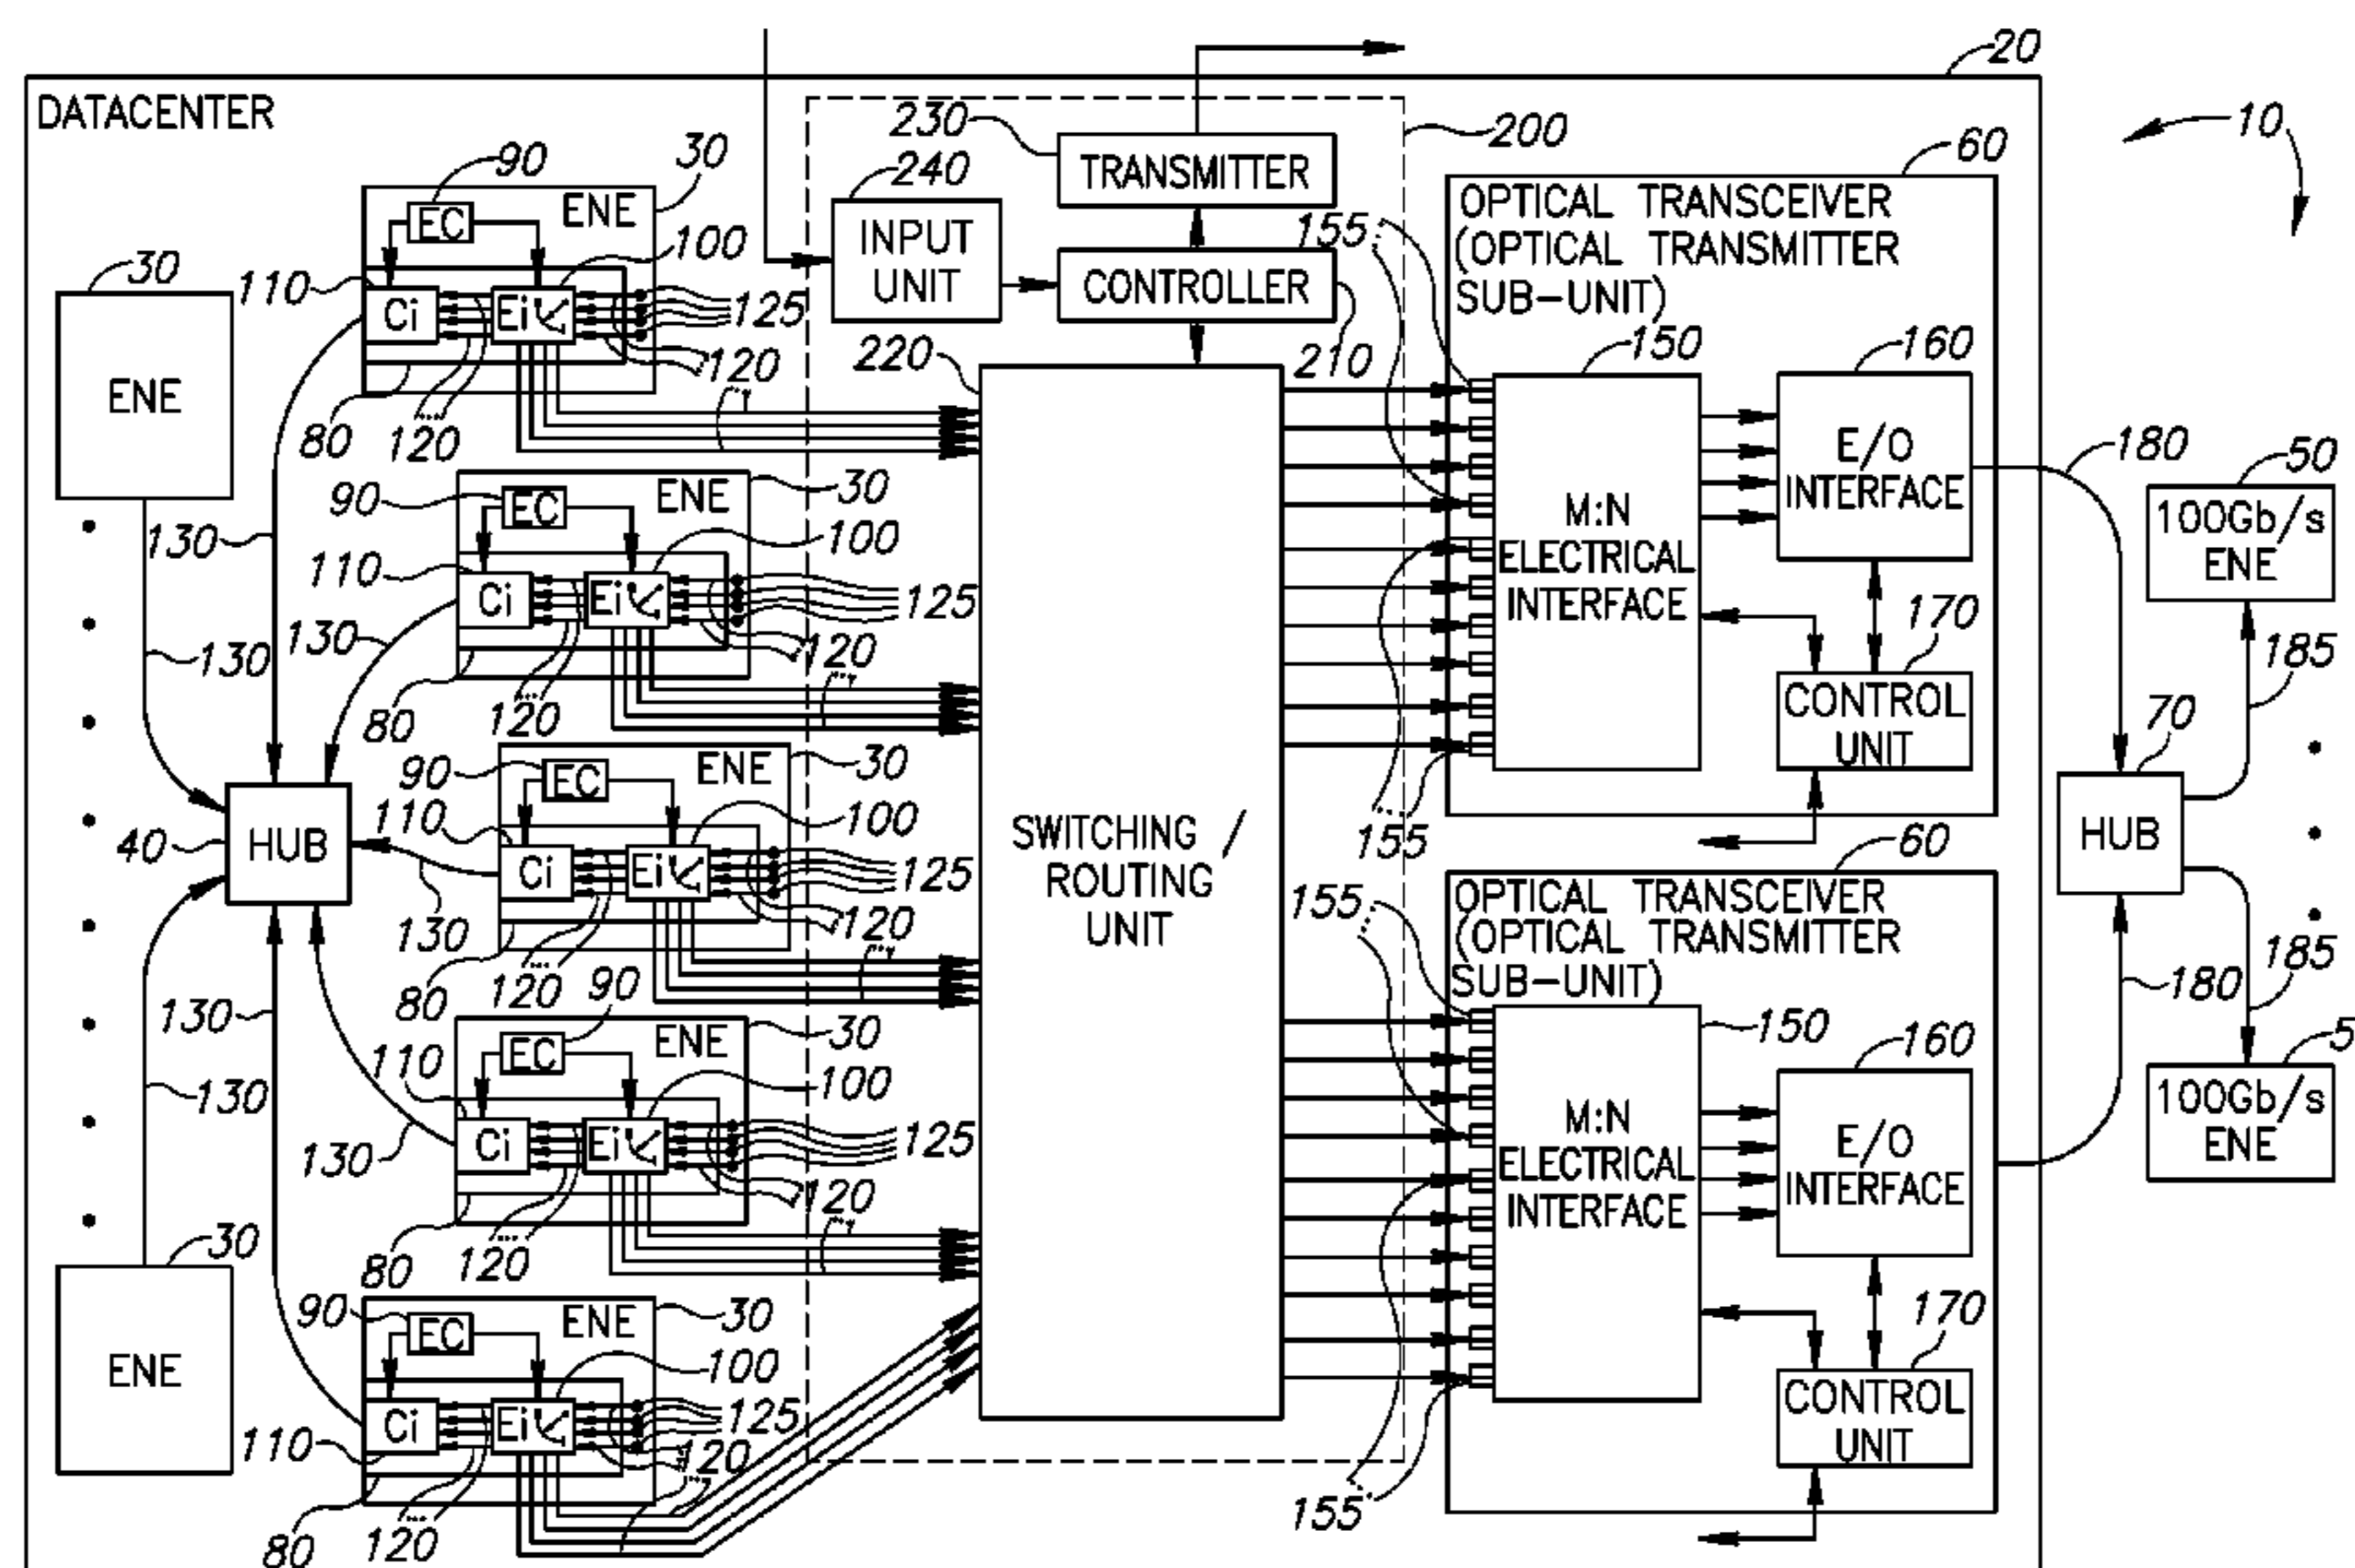 20
DATACENTER
10
230
200
60
90
30
240
TRANSMITTER
OPTICAL TRANSCEIVER
(OPTICAL TRANSMITTER
SUB-UNIT)
EC
ENE
INPUT
UNIT
155
30
100
CONTROLLER
110
Ci
Ei
125
220
210
150
160
ENE
120
80
120
E/O
INTERFACE
180
50
100Gb/s
ENE
90
EC
ENE
30
M:N
ELECTRICAL
INTERFACE
130
100
110
Ci
Ei
125
170
185
130
130
120
CONTROL
UNIT
70
80
120
90
EC
ENE
30
110
100
155
40
HUB
SWITCHING /
ROUTING
UNIT
HUB
60
Ci
Ei
125
155
OPTICAL TRANSCEIVER
(OPTICAL TRANSMITTER
SUB-UNIT)
130
120
185
80
120
90
130
180
30
150
160
5
EC
ENE
110
100
130
M:N
ELECTRICAL
INTERFACE
E/O
INTERFACE
100Gb/s
ENE
Ci
Ei
125
130
120
30
80
120
90
EC
ENE
30
170
ENE
100
CONTROL
UNIT
Ci
Ei
125
110
120
155
80
120